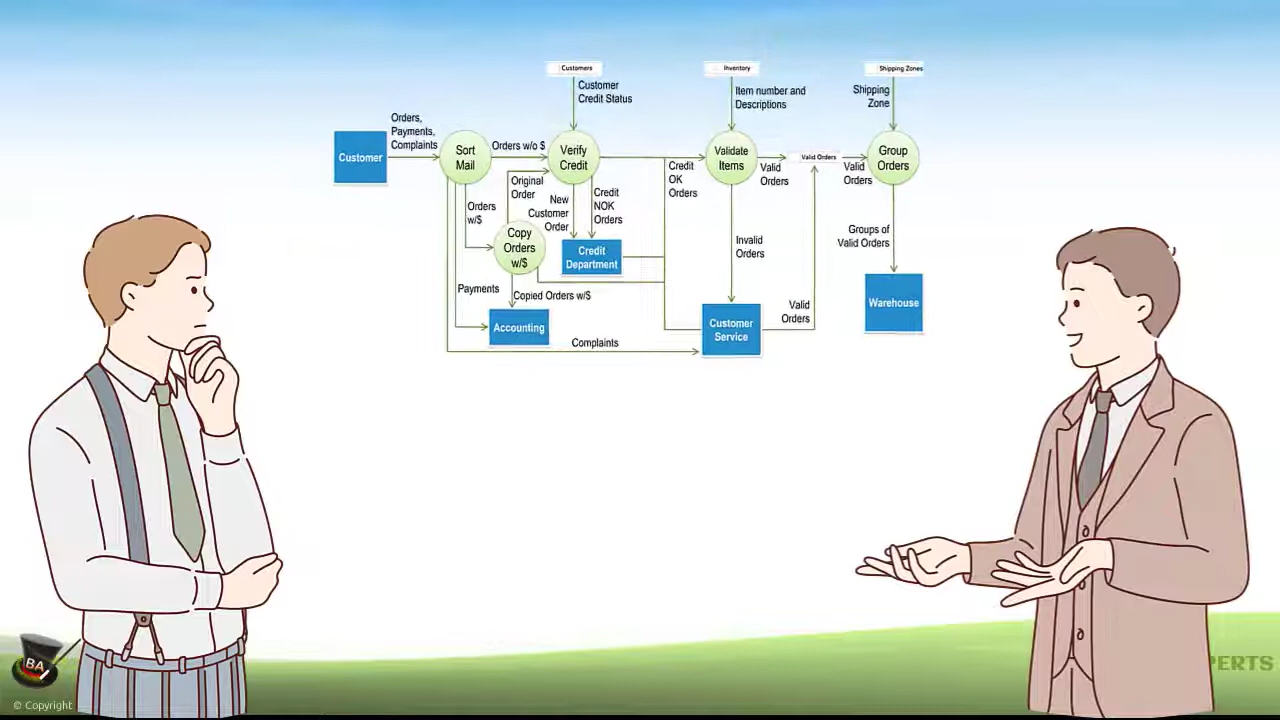 Customers
Inventory
Shipping Zones
Customer
Credit Status
Item number and
Descriptions
Shipping
Zone
Orders,
Payments,
Complaints
Customer
Sort
Mail
Orders w/o $
Verify
Credit
Credit
OK
Orders
Validate
Items
Valid
Orders
Valid Orders
Valid
Orders
Group
Orders
Original
Order
Orders
w/$
New
Customer
Order
Credit
NOK
Orders
Copy
Orders
w/$
Credit
Department
Invalid
Orders
Groups of
Valid Orders
Payments
Copied Orders w/$
Accounting
Customer
Service
Valid
Orders
Warehouse
Complaints
BA
PERTS
© Copyright